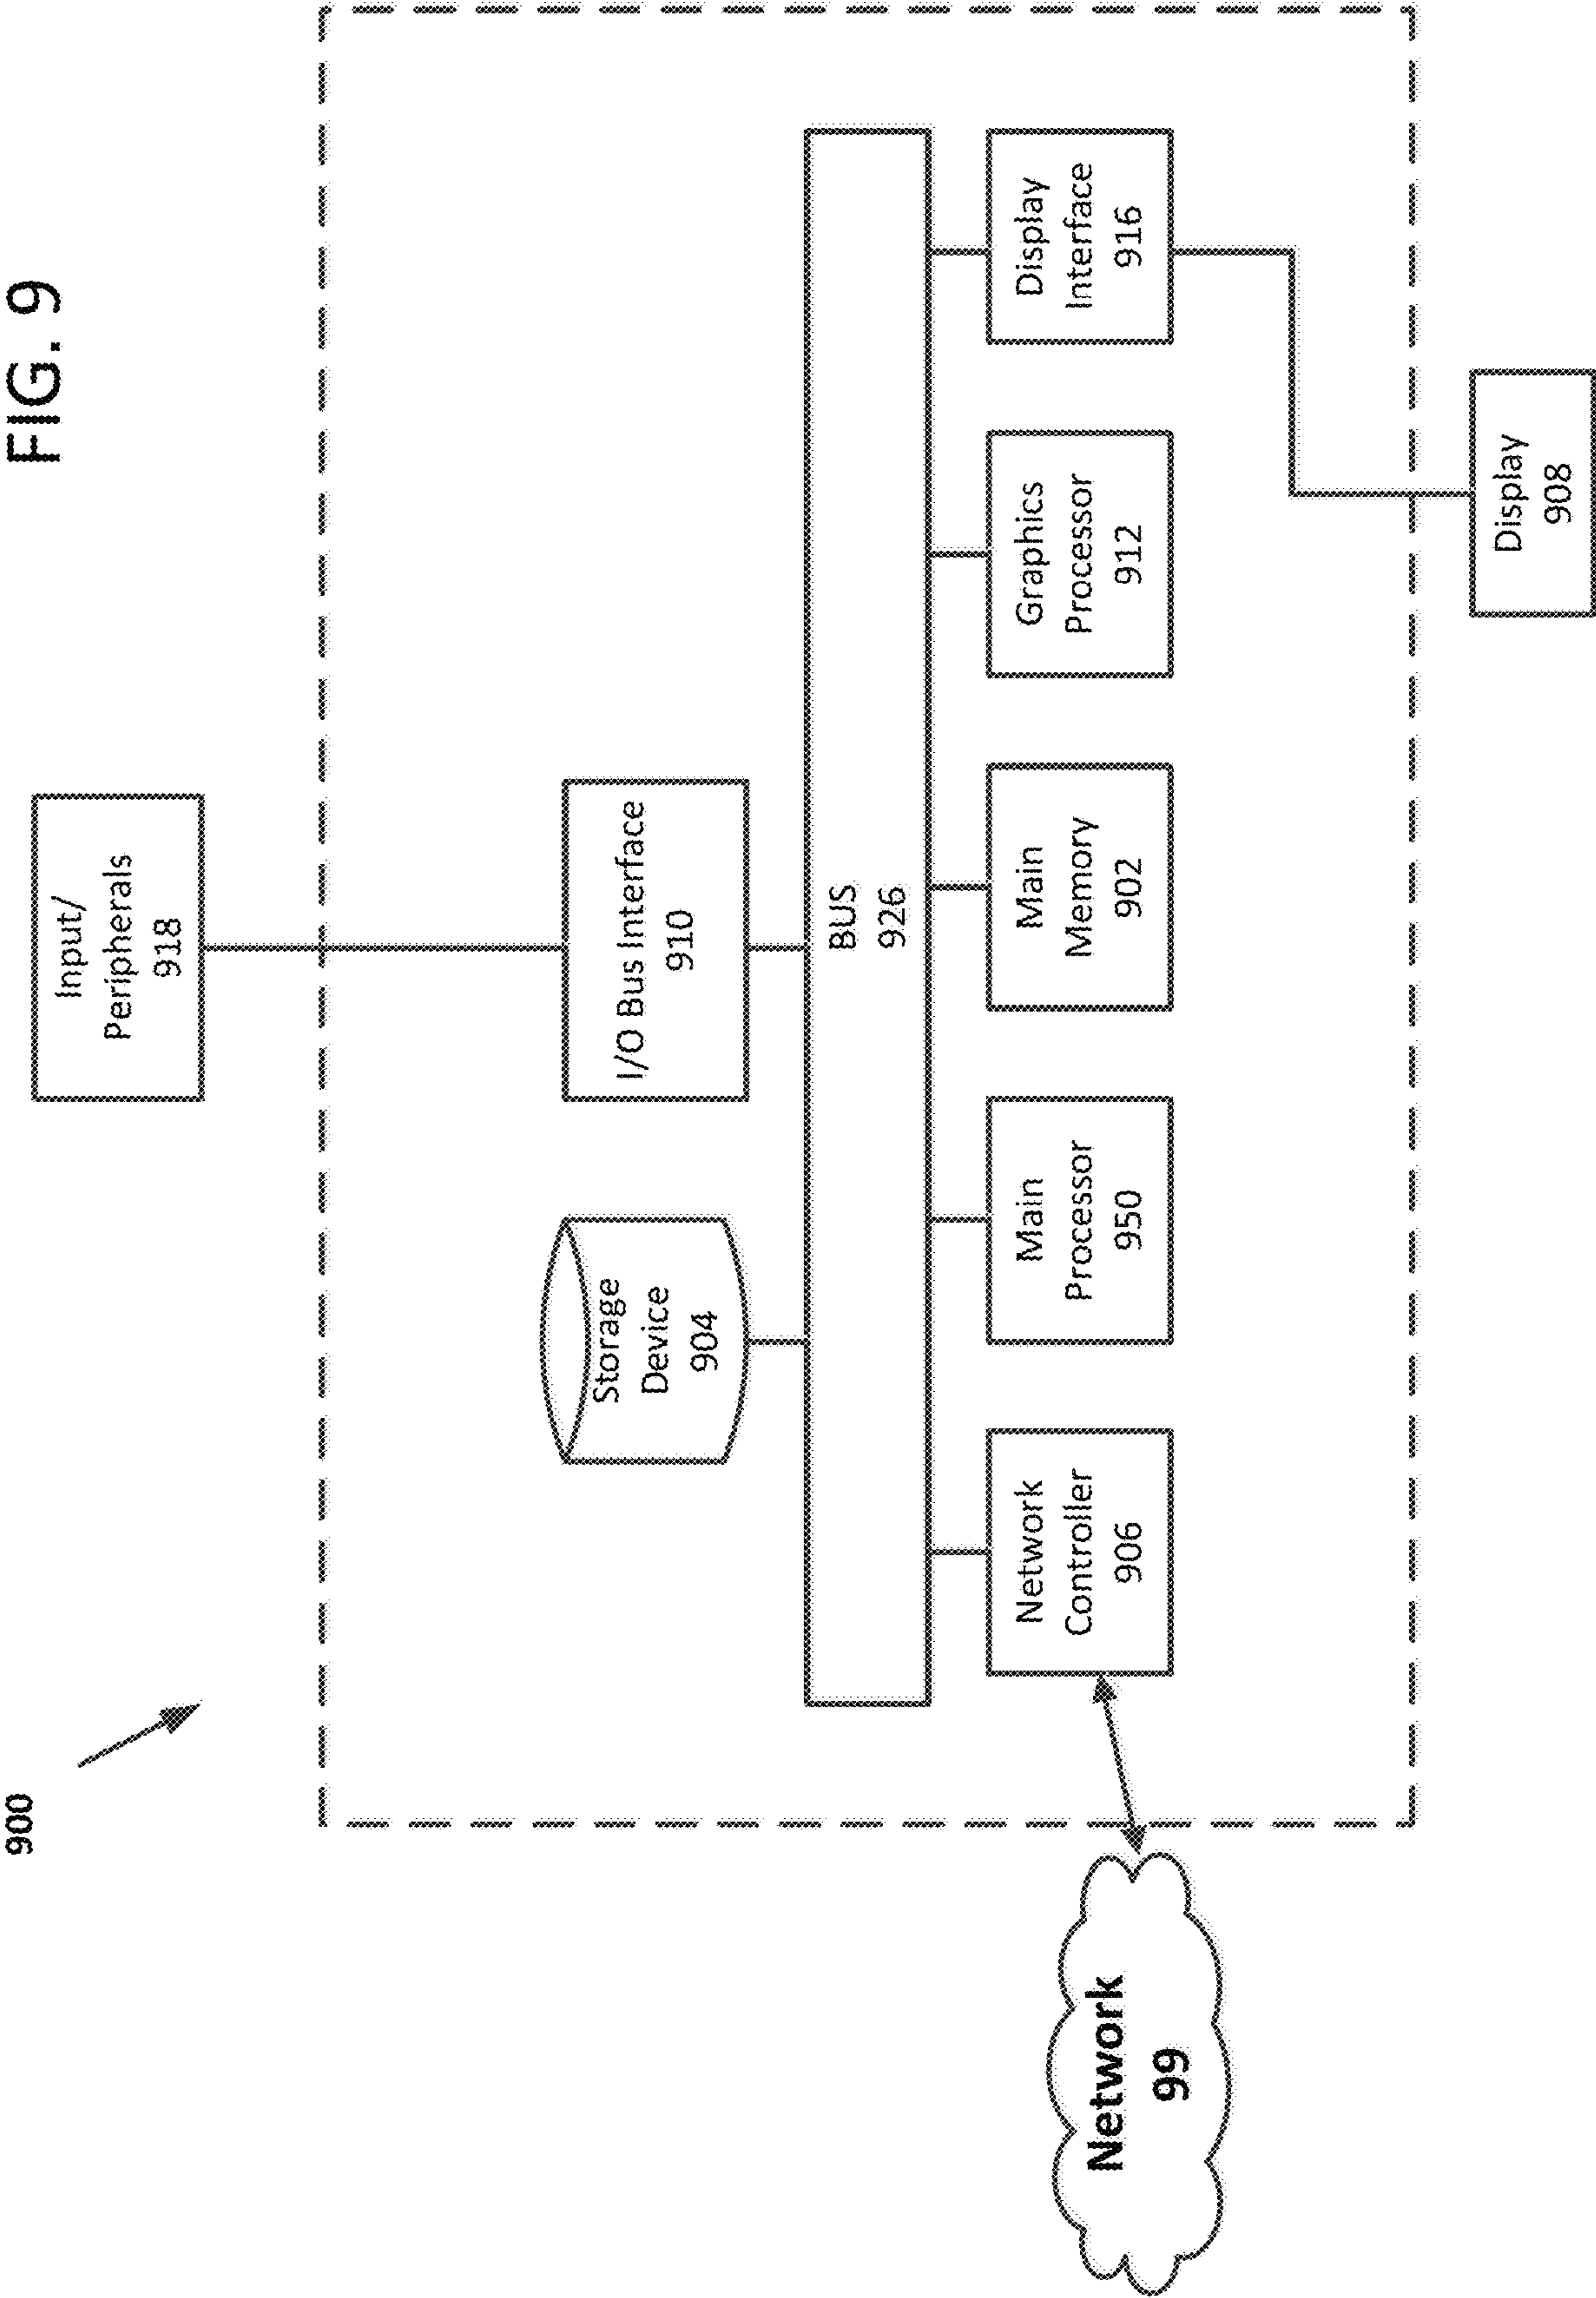 FIG. 9
900
Input/
Peripherals
918
Storage
Device
904
I/O Bus Interface
910
BUS
926
Network
Controller
906
Main
Processor
950
Main
Memory
902
Graphics
Processor
912
Display
Interface
916
Network
99
Display
908